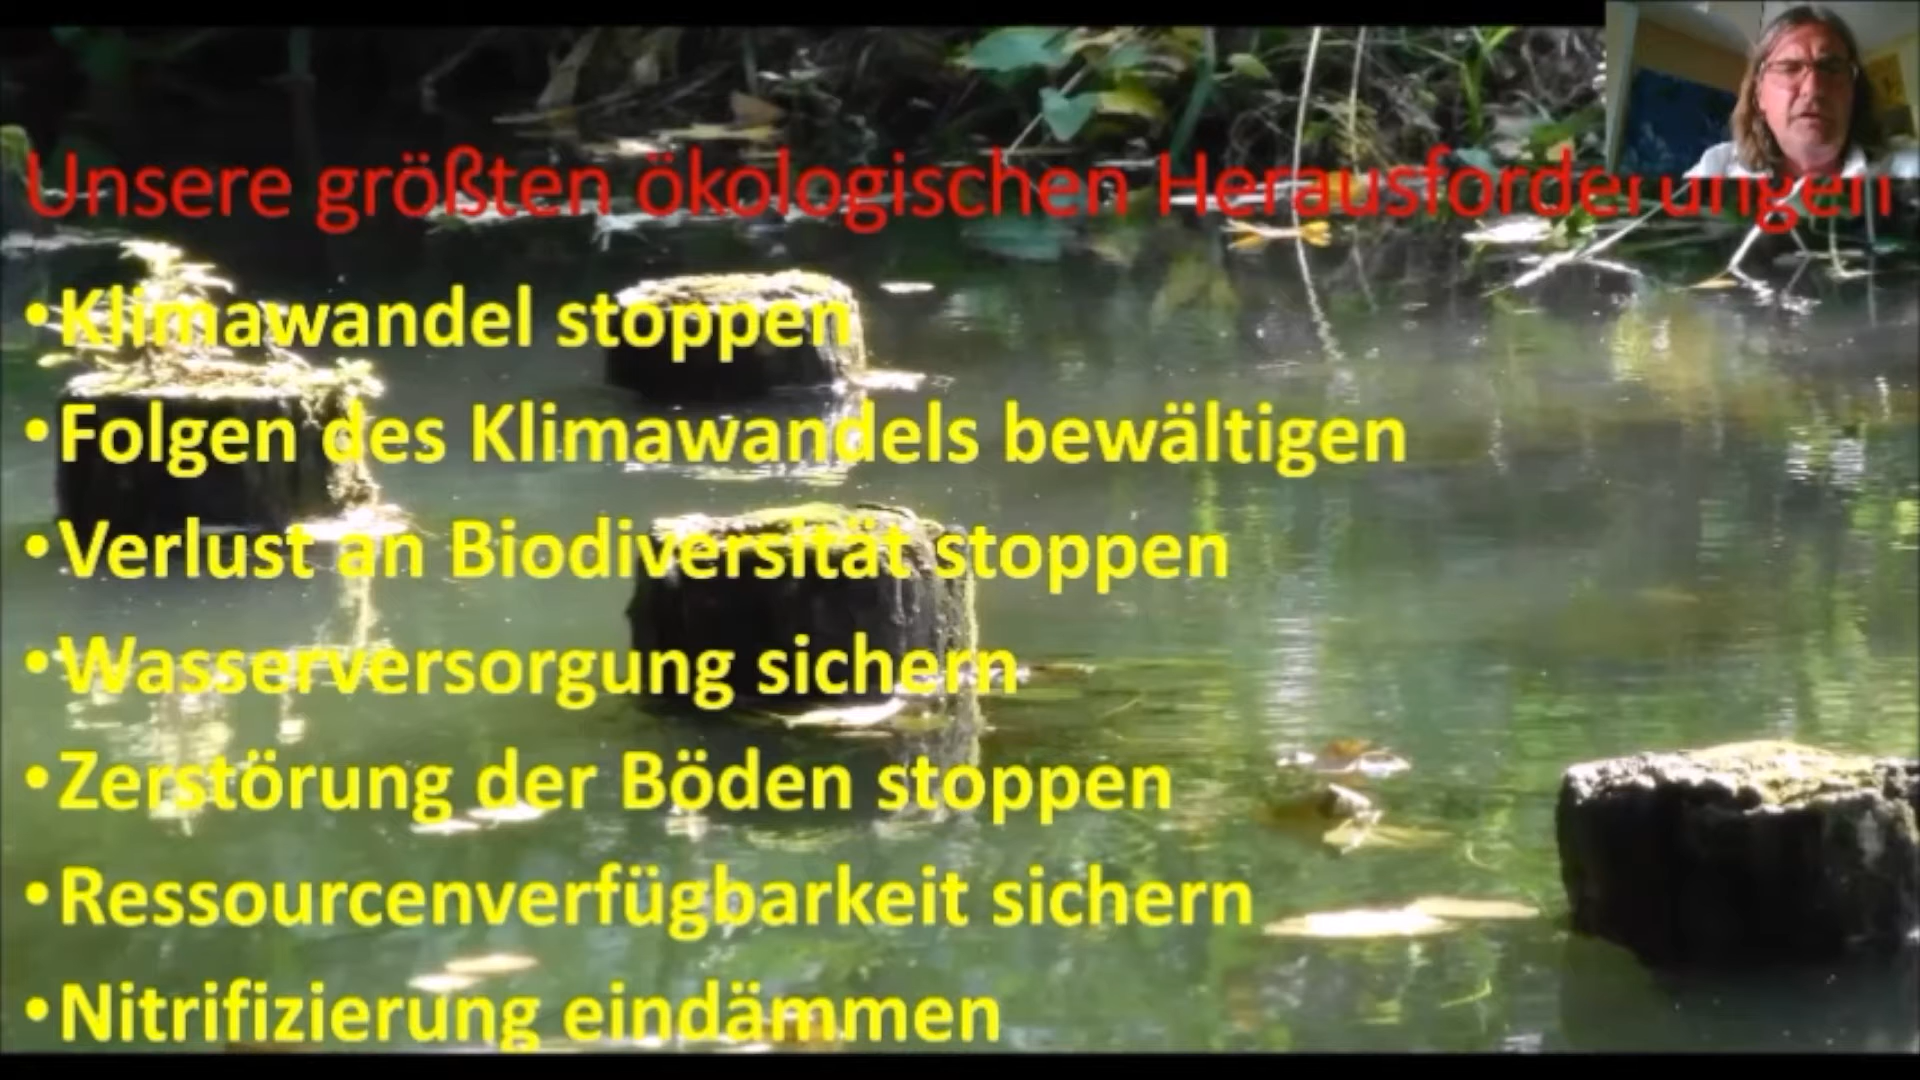 Unsere größten ökologischen Herausforderungen
•Klimawandel stoppen
•Folgen des Klimawandels bewältigen
•Verlust an Biodiversität stoppen
•Wasserversorgung sichern
•Zerstörung der Böden stoppen
•Ressourcenverfügbarkeit sichern
•Nitrifizierung eindämmen